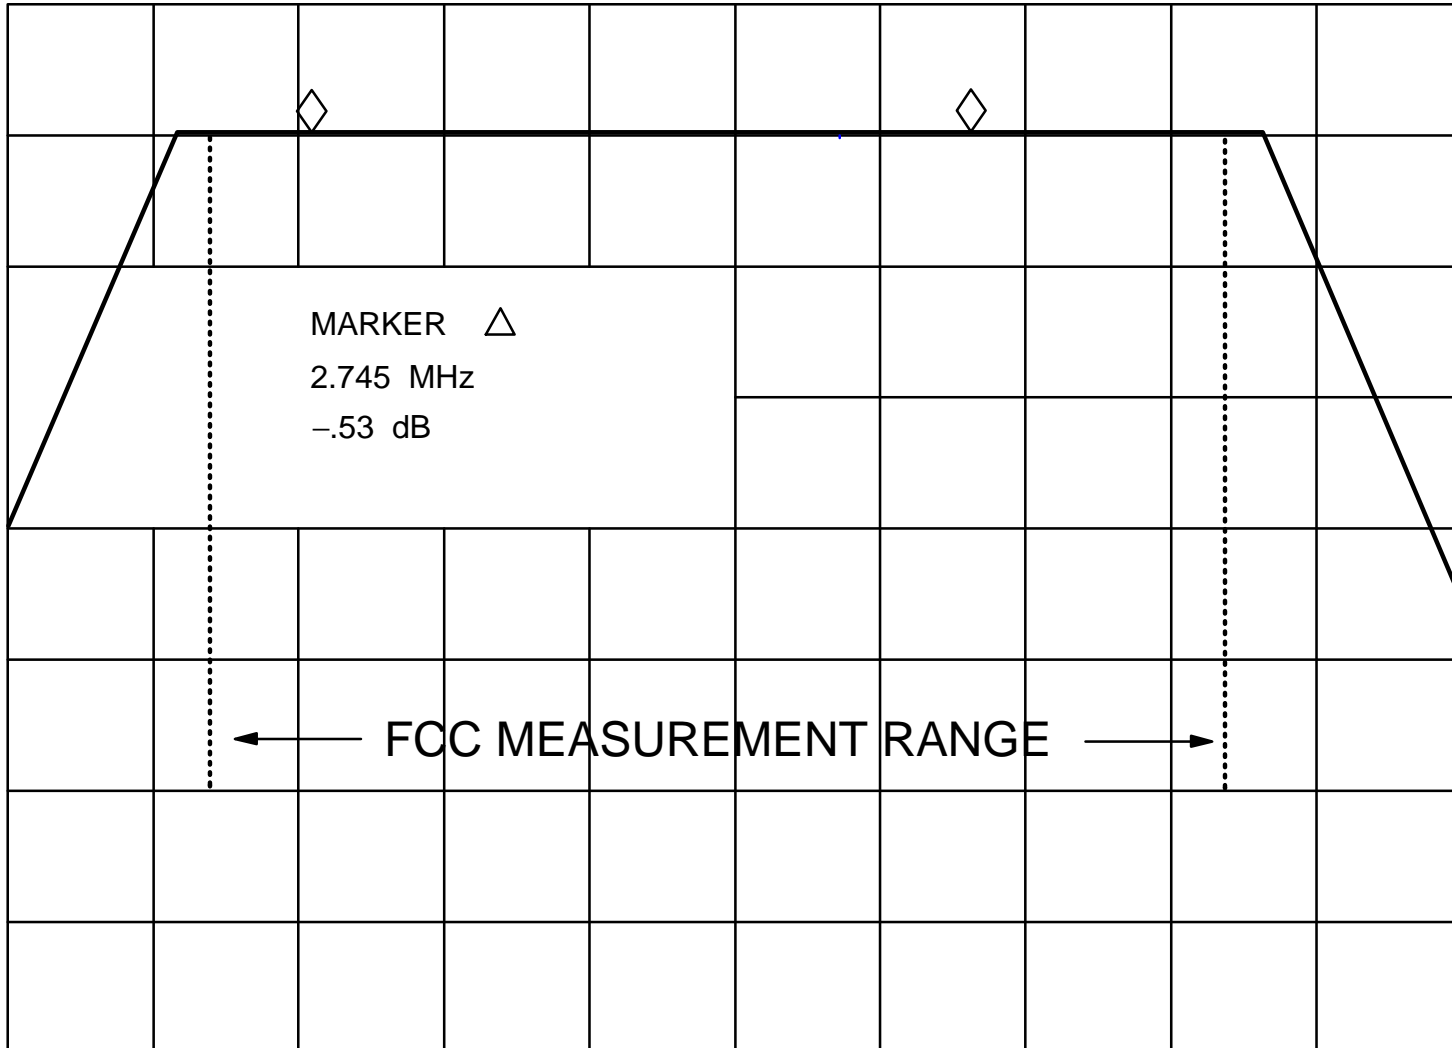 MARKER △
2.745 MHz
–.53 dB
FCC MEASUREMENT RANGE